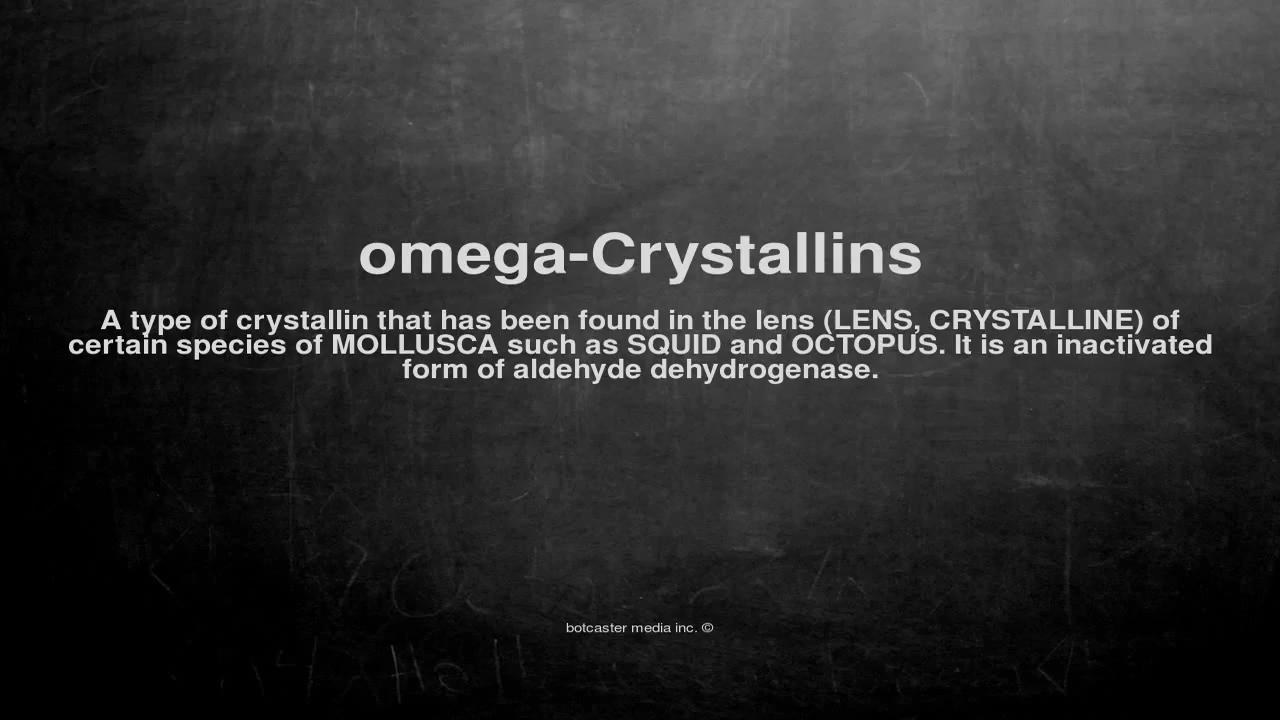 omega-Crystallins
A type of crystallin that has been found in the lens (LENS, CRYSTALLINE) of
certain species of MOLLUSCA such as SQUID and OCTOPUS. It is an inactivated
form of aldehyde dehydrogenase.
botcaster media inc. ©